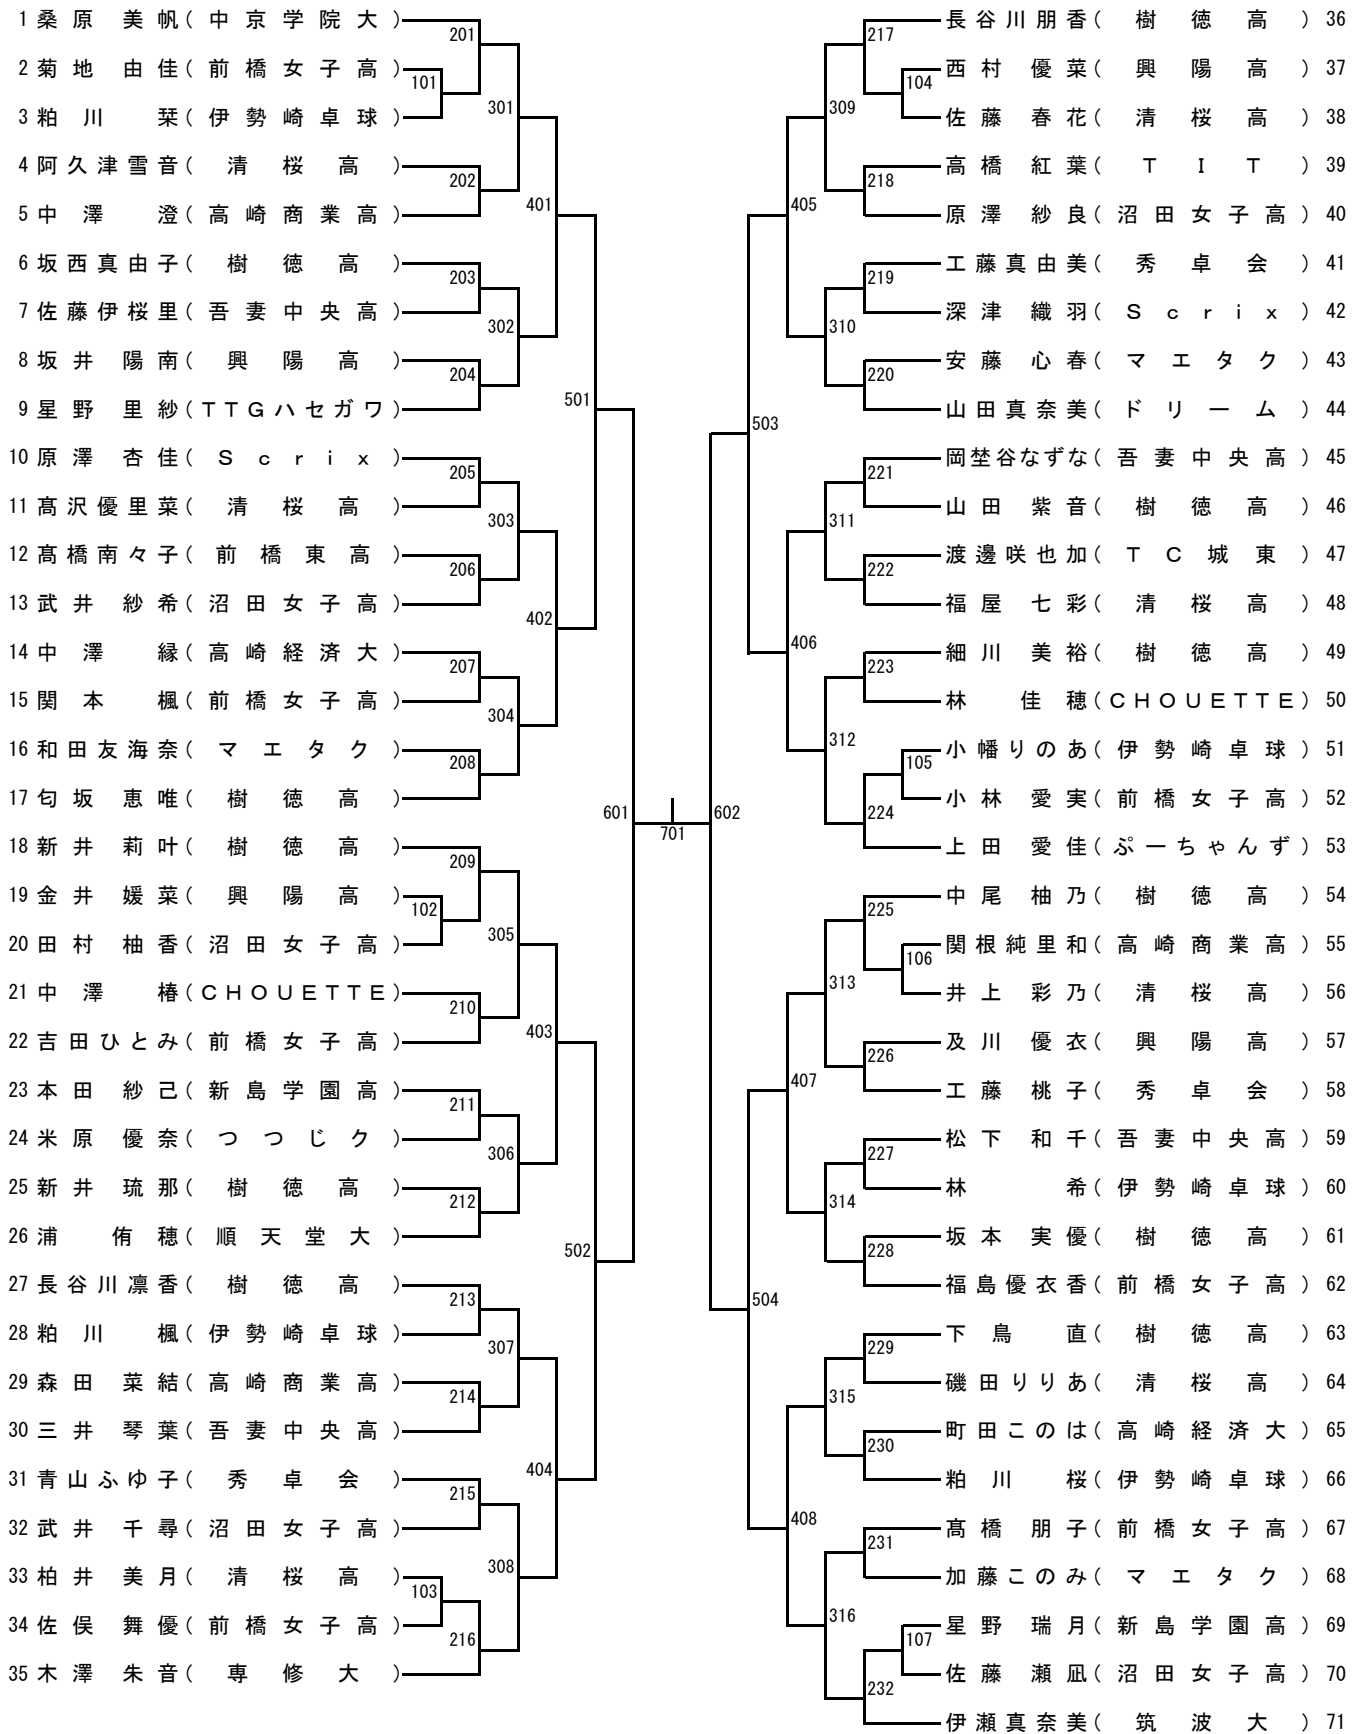 1 桑原 美帆(中京学院大)
2 菊地 由佳(前橋女子高)
3 粕川 栞(伊勢崎卓球)
4 阿久津雪音(清桜高)
5 中澤 澄(高崎商業高)
6 坂西真由子(樹徳高)
7 佐藤伊桜里(吾妻中央高)
8 坂井 陽南(興陽高)
9 星野 里紗(TTGハセガワ)
10 原澤 杏佳(Scrix)
11 髙沢優里菜(清桜高)
12 髙橋南々子(前橋東高)
13 武井 紗希(沼田女子高)
14 中澤 縁(高崎経済大)
15 関本 楓(前橋女子高)
16 和田友海奈(マエタク)
17 匂坂 恵唯(樹徳高)
18 新井 莉叶(樹徳高)
19 金井 媛菜(興陽高)
20 田村 柚香(沼田女子高)
21 中澤 椿(CHOUETTE)
22 吉田ひとみ(前橋女子高)
23 本田 紗己(新島学園高)
24 米原 優奈(つつじク)
25 新井 琉那(樹徳高)
26 浦 侑穂(順天堂大)
27 長谷川凛香(樹徳高)
28 粕川 楓(伊勢崎卓球)
29 森田 菜結(高崎商業高)
30 三井 琴葉(吾妻中央高)
31 青山ふゆ子(秀卓会)
32 武井 千尋(沼田女子高)
33 柏井 美月(清桜高)
34 佐俣 舞優(前橋女子高)
35 木澤 朱音(専修大)
101
102
103
201
202
203
204
205
206
207
208
209
210
211
212
213
214
215
216
301
302
303
304
305
306
307
308
401
402
403
404
501
502
601
701
602
503
504
405
406
407
408
309
310
311
312
313
314
315
316
217
218
219
220
221
222
223
224
225
226
227
228
229
230
231
232
104
105
106
107
長谷川朋香(樹徳高) 36
西村 優菜(興陽高) 37
佐藤 春花(清桜高) 38
高橋 紅葉(TIT) 39
原澤 紗良(沼田女子高) 40
工藤真由美(秀卓会) 41
深津 織羽(Scrix) 42
安藤 心春(マエタク) 43
山田真奈美(ドリーム) 44
岡埜谷なずな(吾妻中央高) 45
山田 紫音(樹徳高) 46
渡邊咲也加(TC城東) 47
福屋 七彩(清桜高) 48
細川 美裕(樹徳高) 49
林 佳穂(CHOUETTE) 50
小幡りのあ(伊勢崎卓球) 51
小林 愛実(前橋女子高) 52
上田 愛佳(ぷーちゃんず) 53
中尾 柚乃(樹徳高) 54
関根純里和(高崎商業高) 55
井上 彩乃(清桜高) 56
及川 優衣(興陽高) 57
工藤 桃子(秀卓会) 58
松下 和千(吾妻中央高) 59
林 希(伊勢崎卓球) 60
坂本 実優(樹徳高) 61
福島優衣香(前橋女子高) 62
下鳥 直(樹徳高) 63
磯田りりあ(清桜高) 64
町田このは(高崎経済大) 65
粕川 桜(伊勢崎卓球) 66
髙橋 朋子(前橋女子高) 67
加藤このみ(マエタク) 68
星野 瑞月(新島学園高) 69
佐藤 瀬凪(沼田女子高) 70
伊瀬真奈美(筑波大) 71